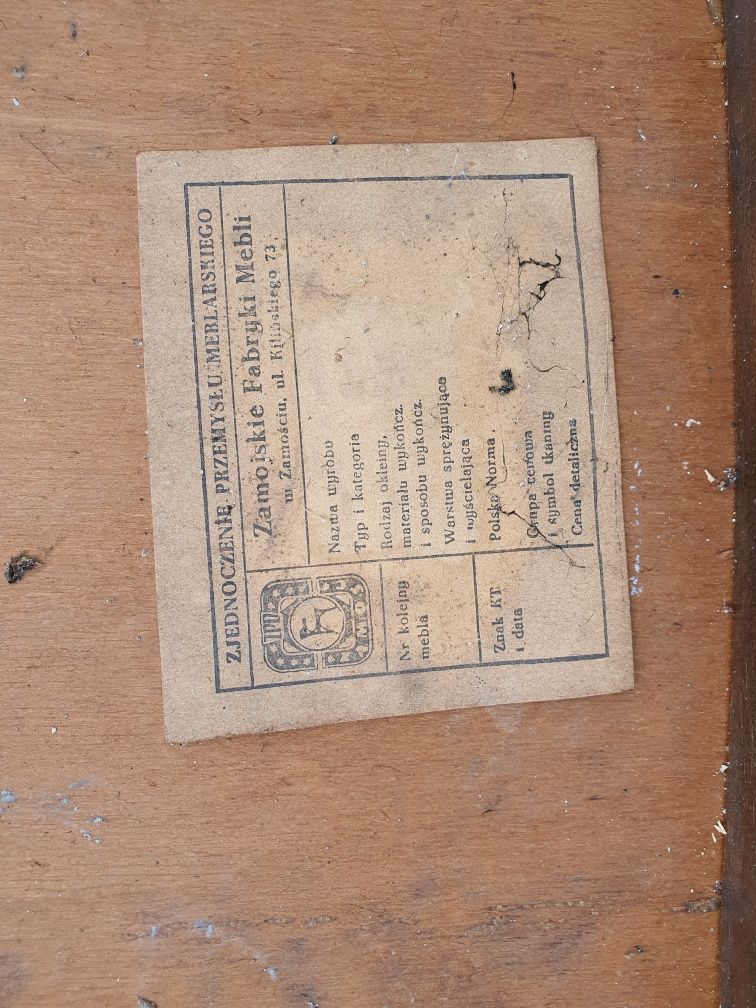 ZJEDNOCZENIE PRZEMYSŁU MEBLARSKIEGO
Zamojskie Fabryki Mebli
w Zamościu, ul. Kilińskiego 73
Nazwa wyrobu
Typ i kategoria
Rodzaj okleiny,
materiału wykończ.
i sposobu wykończ.
Warstwa sprężynująca
i wyścielająca
Polska Norma
Grupa cenowa
i symbol tkaniny
Cena detaliczna
Nr kolejny
mebla
Znak KT
i data